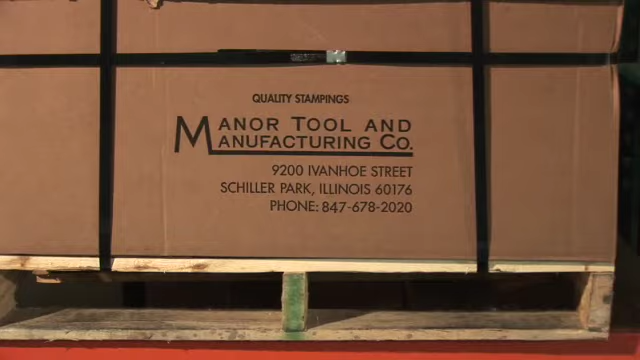 QUALITY STAMPINGS
MANOR TOOL AND
MANUFACTURING CO.
9200 IVANHOE STREET
SCHILLER PARK, ILLINOIS 60176
PHONE: 847-678-2020